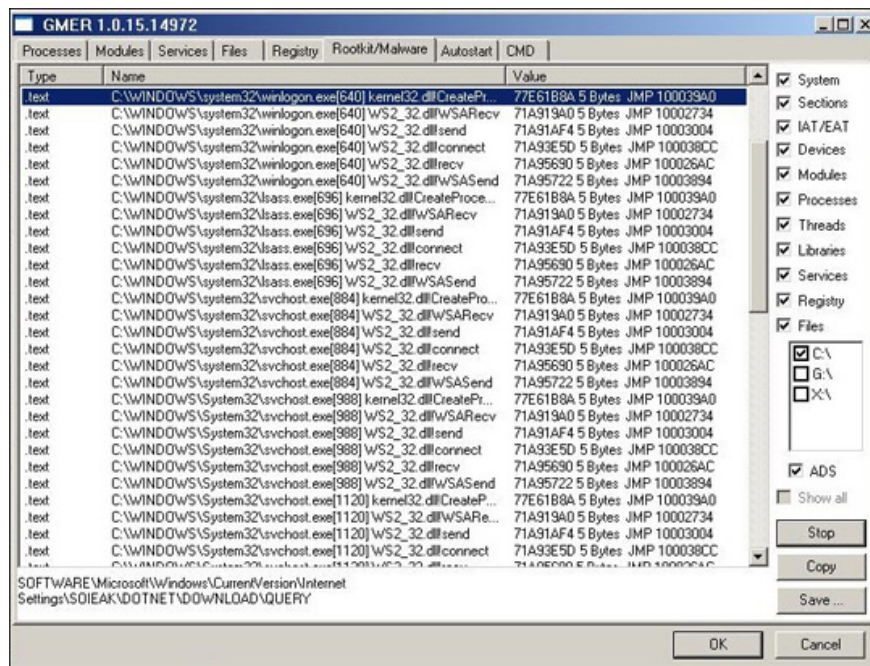 GMER 1.0.15.14972
Processes Modules Services Files Registry Rootkit/Malware Autostart CMD
Type Name Value
.text C:\WINDOWS\system32\winlogon.exe[640] kernel32.dll!CreatePr... 77E61B8A 5 Bytes JMP 100039A0
.text C:\WINDOWS\system32\winlogon.exe[640] WS2_32.dll!WSARecv 71A919A0 5 Bytes JMP 10002734
.text C:\WINDOWS\system32\winlogon.exe[640] WS2_32.dll!send 71A91AF4 5 Bytes JMP 10003004
.text C:\WINDOWS\system32\winlogon.exe[640] WS2_32.dll!connect 71A93E5D 5 Bytes JMP 100038CC
.text C:\WINDOWS\system32\winlogon.exe[640] WS2_32.dll!recv 71A95690 5 Bytes JMP 100026AC
.text C:\WINDOWS\system32\winlogon.exe[640] WS2_32.dll!WSASend 71A95722 5 Bytes JMP 10003894
.text C:\WINDOWS\system32\lsass.exe[696] kernel32.dll!CreateProce... 77E61B8A 5 Bytes JMP 100039A0
.text C:\WINDOWS\system32\lsass.exe[696] WS2_32.dll!WSARecv 71A919A0 5 Bytes JMP 10002734
.text C:\WINDOWS\system32\lsass.exe[696] WS2_32.dll!send 71A91AF4 5 Bytes JMP 10003004
.text C:\WINDOWS\system32\lsass.exe[696] WS2_32.dll!connect 71A93E5D 5 Bytes JMP 100038CC
.text C:\WINDOWS\system32\lsass.exe[696] WS2_32.dll!recv 71A95690 5 Bytes JMP 100026AC
.text C:\WINDOWS\system32\lsass.exe[696] WS2_32.dll!WSASend 71A95722 5 Bytes JMP 10003894
.text C:\WINDOWS\system32\svchost.exe[884] kernel32.dll!CreatePro... 77E61B8A 5 Bytes JMP 100039A0
.text C:\WINDOWS\system32\svchost.exe[884] WS2_32.dll!WSARecv 71A919A0 5 Bytes JMP 10002734
.text C:\WINDOWS\system32\svchost.exe[884] WS2_32.dll!send 71A91AF4 5 Bytes JMP 10003004
.text C:\WINDOWS\system32\svchost.exe[884] WS2_32.dll!connect 71A93E5D 5 Bytes JMP 100038CC
.text C:\WINDOWS\system32\svchost.exe[884] WS2_32.dll!recv 71A95690 5 Bytes JMP 100026AC
.text C:\WINDOWS\system32\svchost.exe[884] WS2_32.dll!WSASend 71A95722 5 Bytes JMP 10003894
.text C:\WINDOWS\System32\svchost.exe[988] kernel32.dll!CreatePr... 77E61B8A 5 Bytes JMP 100039A0
.text C:\WINDOWS\System32\svchost.exe[988] WS2_32.dll!WSARecv 71A919A0 5 Bytes JMP 10002734
.text C:\WINDOWS\System32\svchost.exe[988] WS2_32.dll!send 71A91AF4 5 Bytes JMP 10003004
.text C:\WINDOWS\System32\svchost.exe[988] WS2_32.dll!connect 71A93E5D 5 Bytes JMP 100038CC
.text C:\WINDOWS\System32\svchost.exe[988] WS2_32.dll!recv 71A95690 5 Bytes JMP 100026AC
.text C:\WINDOWS\System32\svchost.exe[988] WS2_32.dll!WSASend 71A95722 5 Bytes JMP 10003894
.text C:\WINDOWS\System32\svchost.exe[1120] kernel32.dll!CreateP... 77E61B8A 5 Bytes JMP 100039A0
.text C:\WINDOWS\System32\svchost.exe[1120] WS2_32.dll!WSARe... 71A919A0 5 Bytes JMP 10002734
.text C:\WINDOWS\System32\svchost.exe[1120] WS2_32.dll!send 71A91AF4 5 Bytes JMP 10003004
.text C:\WINDOWS\System32\svchost.exe[1120] WS2_32.dll!connect 71A93E5D 5 Bytes JMP 100038CC
SOFTWARE\Microsoft\Windows\CurrentVersion\Internet
Settings\SOIEAK\DOTNET\DOWNLOAD\QUERY
System
Sections
IAT/EAT
Devices
Modules
Processes
Threads
Libraries
Services
Registry
Files
C:\
G:\
X:\
ADS
Show all
Stop
Copy
Save ...
OK Cancel